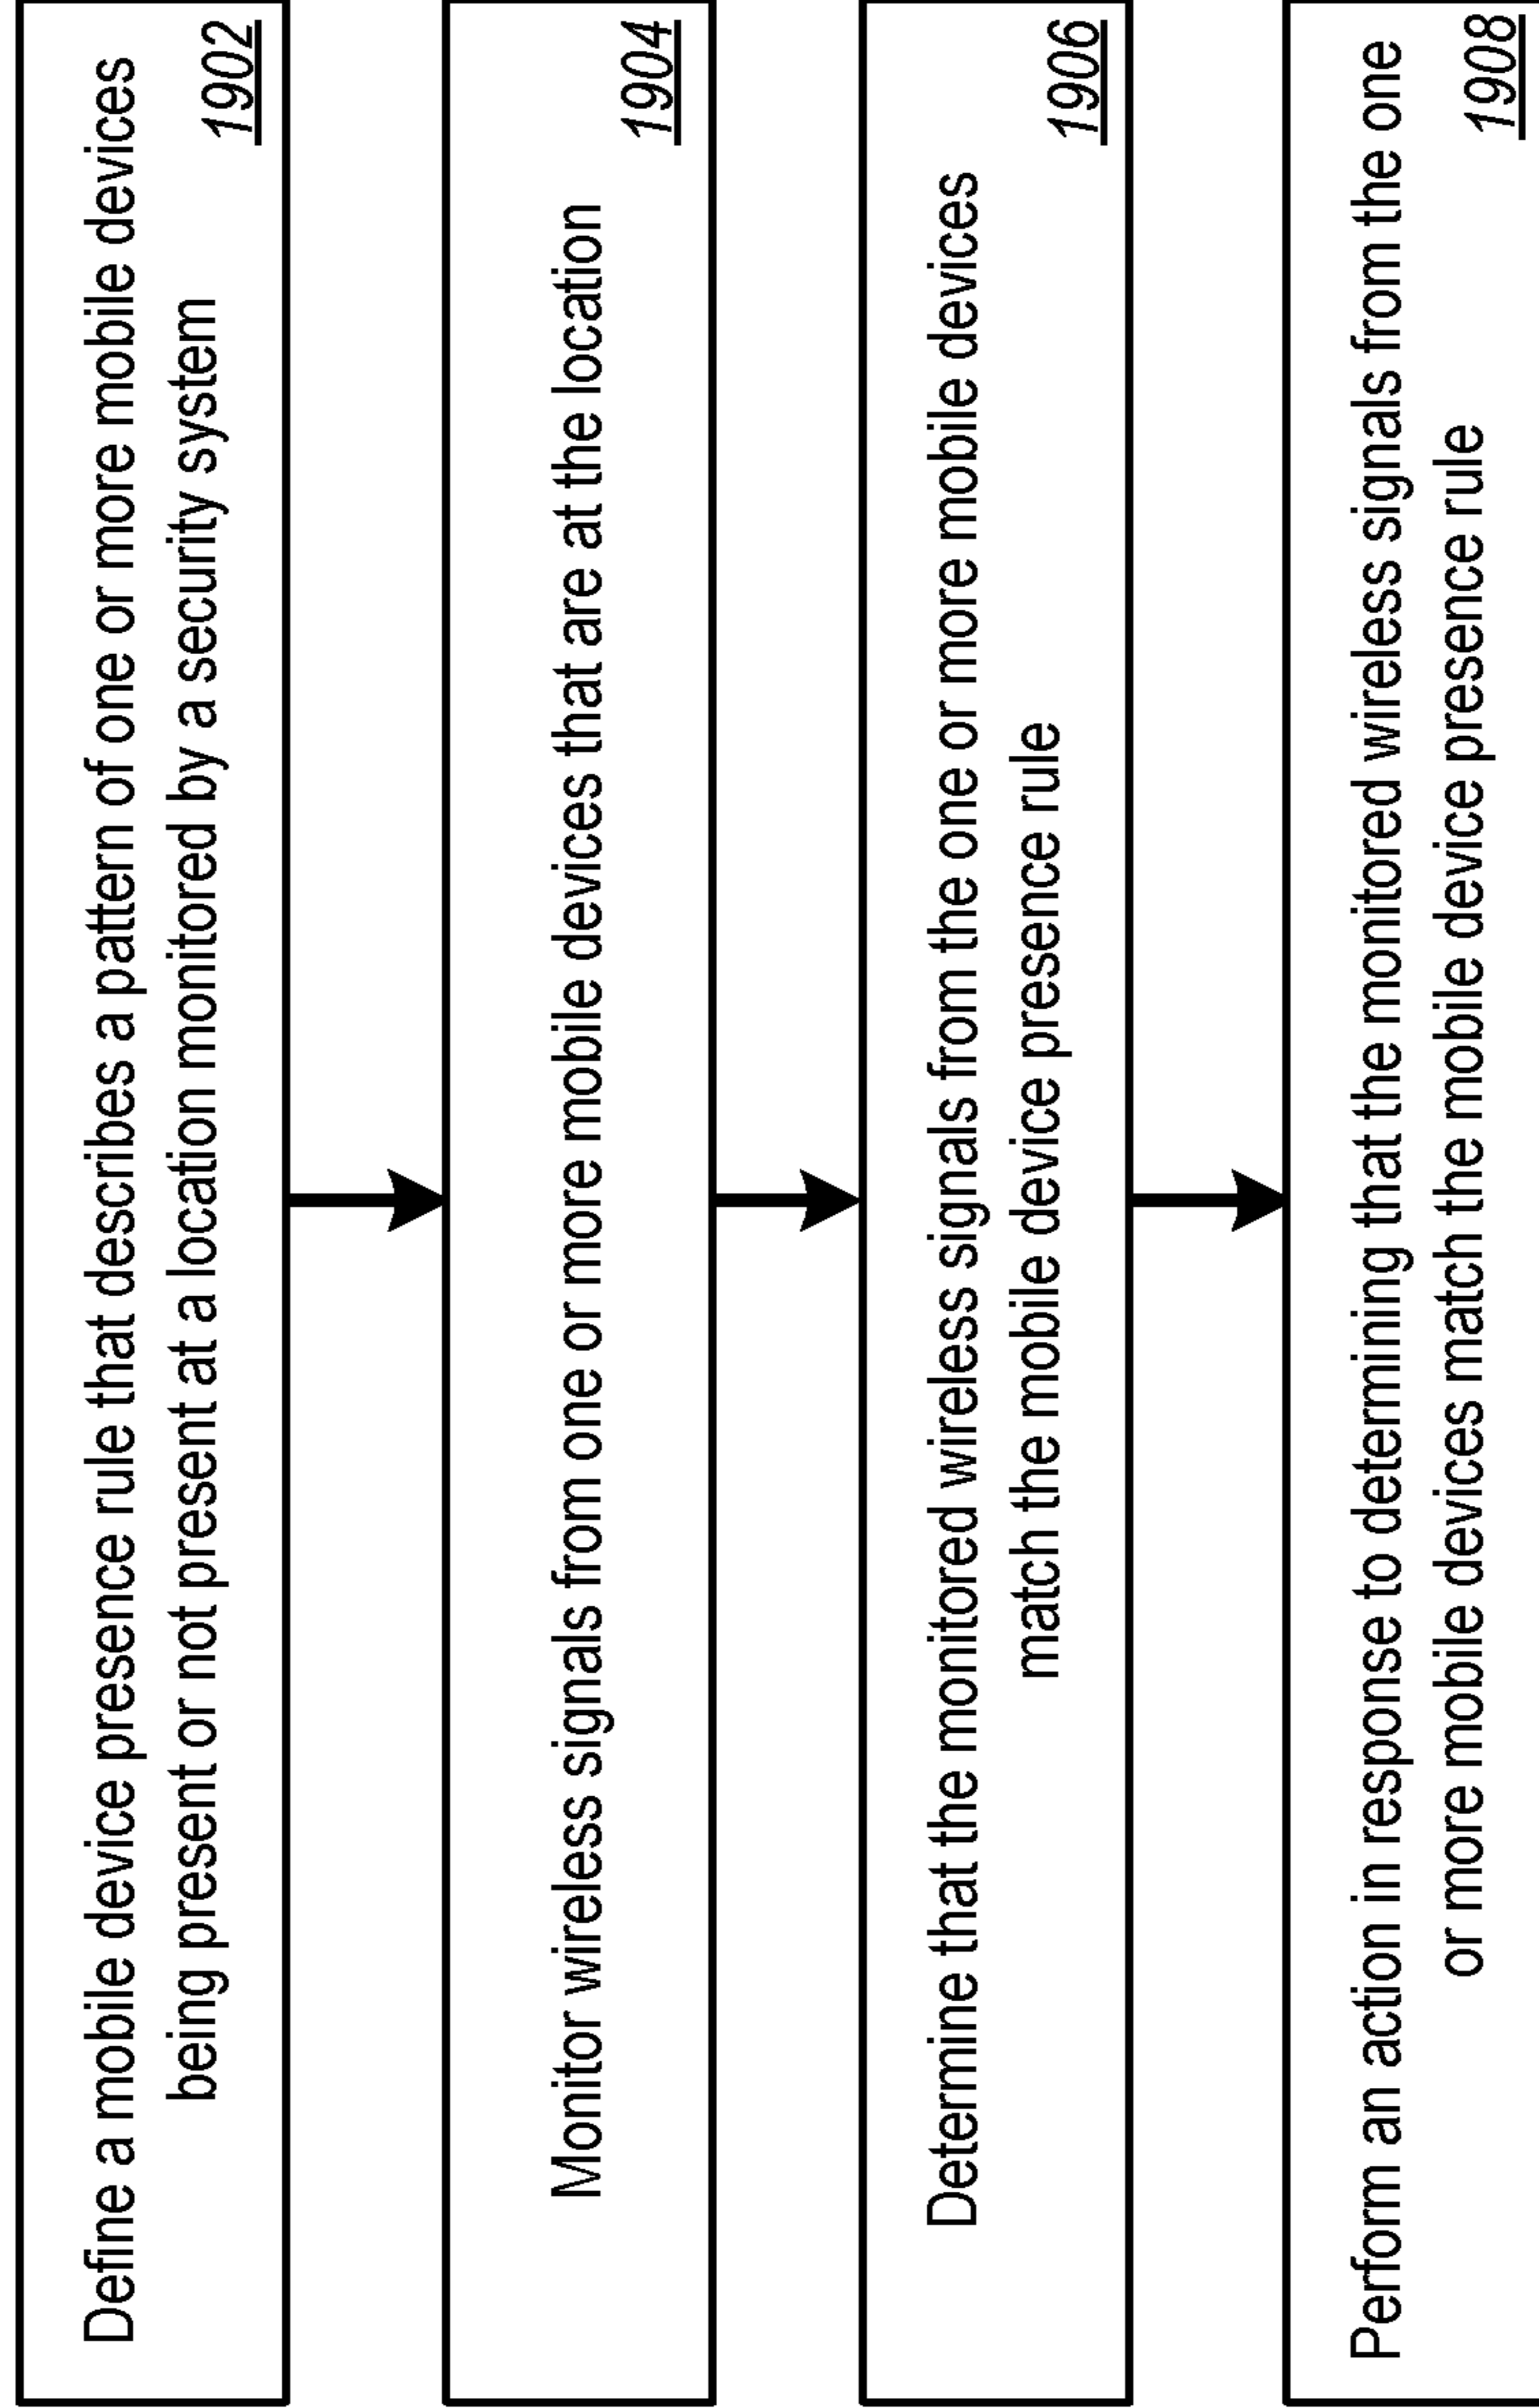 Define a mobile device presence rule that describes a pattern of one or more mobile devices
being present or not present at a location monitored by a security system
1902
Monitor wireless signals from one or more mobile devices that are at the location
1904
Determine that the monitored wireless signals from the one or more mobile devices
match the mobile device presence rule
1906
Perform an action in response to determining that the monitored wireless signals from the one
or more mobile devices match the mobile device presence rule
1908